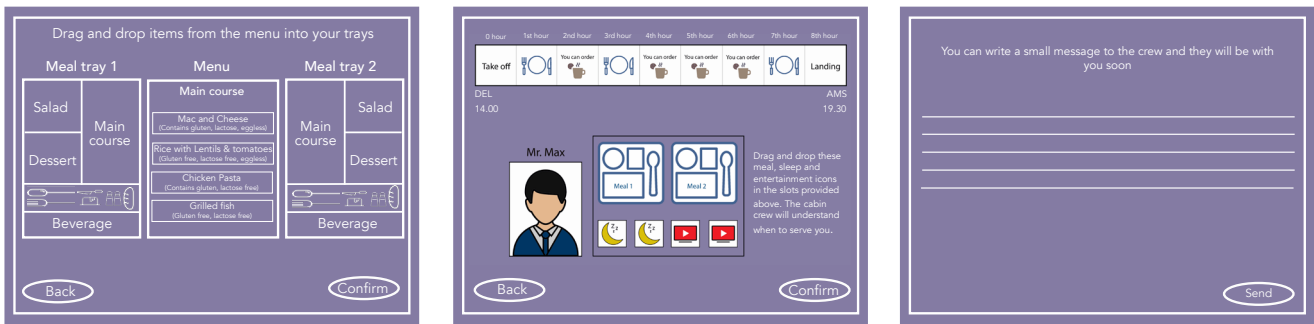 Drag and drop items from the menu into your trays
Meal tray 1
Salad
Main
course
Dessert
Beverage
Menu
Main course
Mac and Cheese
(Contains gluten, lactose, eggless)
Rice with Lentils & tomatoes
(Gluten free, lactose free, eggless)
Chicken Pasta
(Contains gluten, lactose free)
Grilled fish
(Gluten free, lactose free)
Meal tray 2
Main
course
Salad
Dessert
Beverage
Back
Confirm
0 hour 1st hour 2nd hour 3rd hour 4th hour 5th hour 6th hour 7th hour 8th hour
Take off You can order You can order You can order You can order Landing
DEL AMS
14.00 19.30
Mr. Max
Meal 1 Meal 2
Zz z Zz z
Drag and drop these
meal, sleep and
entertainment icons
in the slots provided
above. The cabin
crew will understand
when to serve you.
Back
Confirm
You can write a small message to the crew and they will be with
you soon
Send